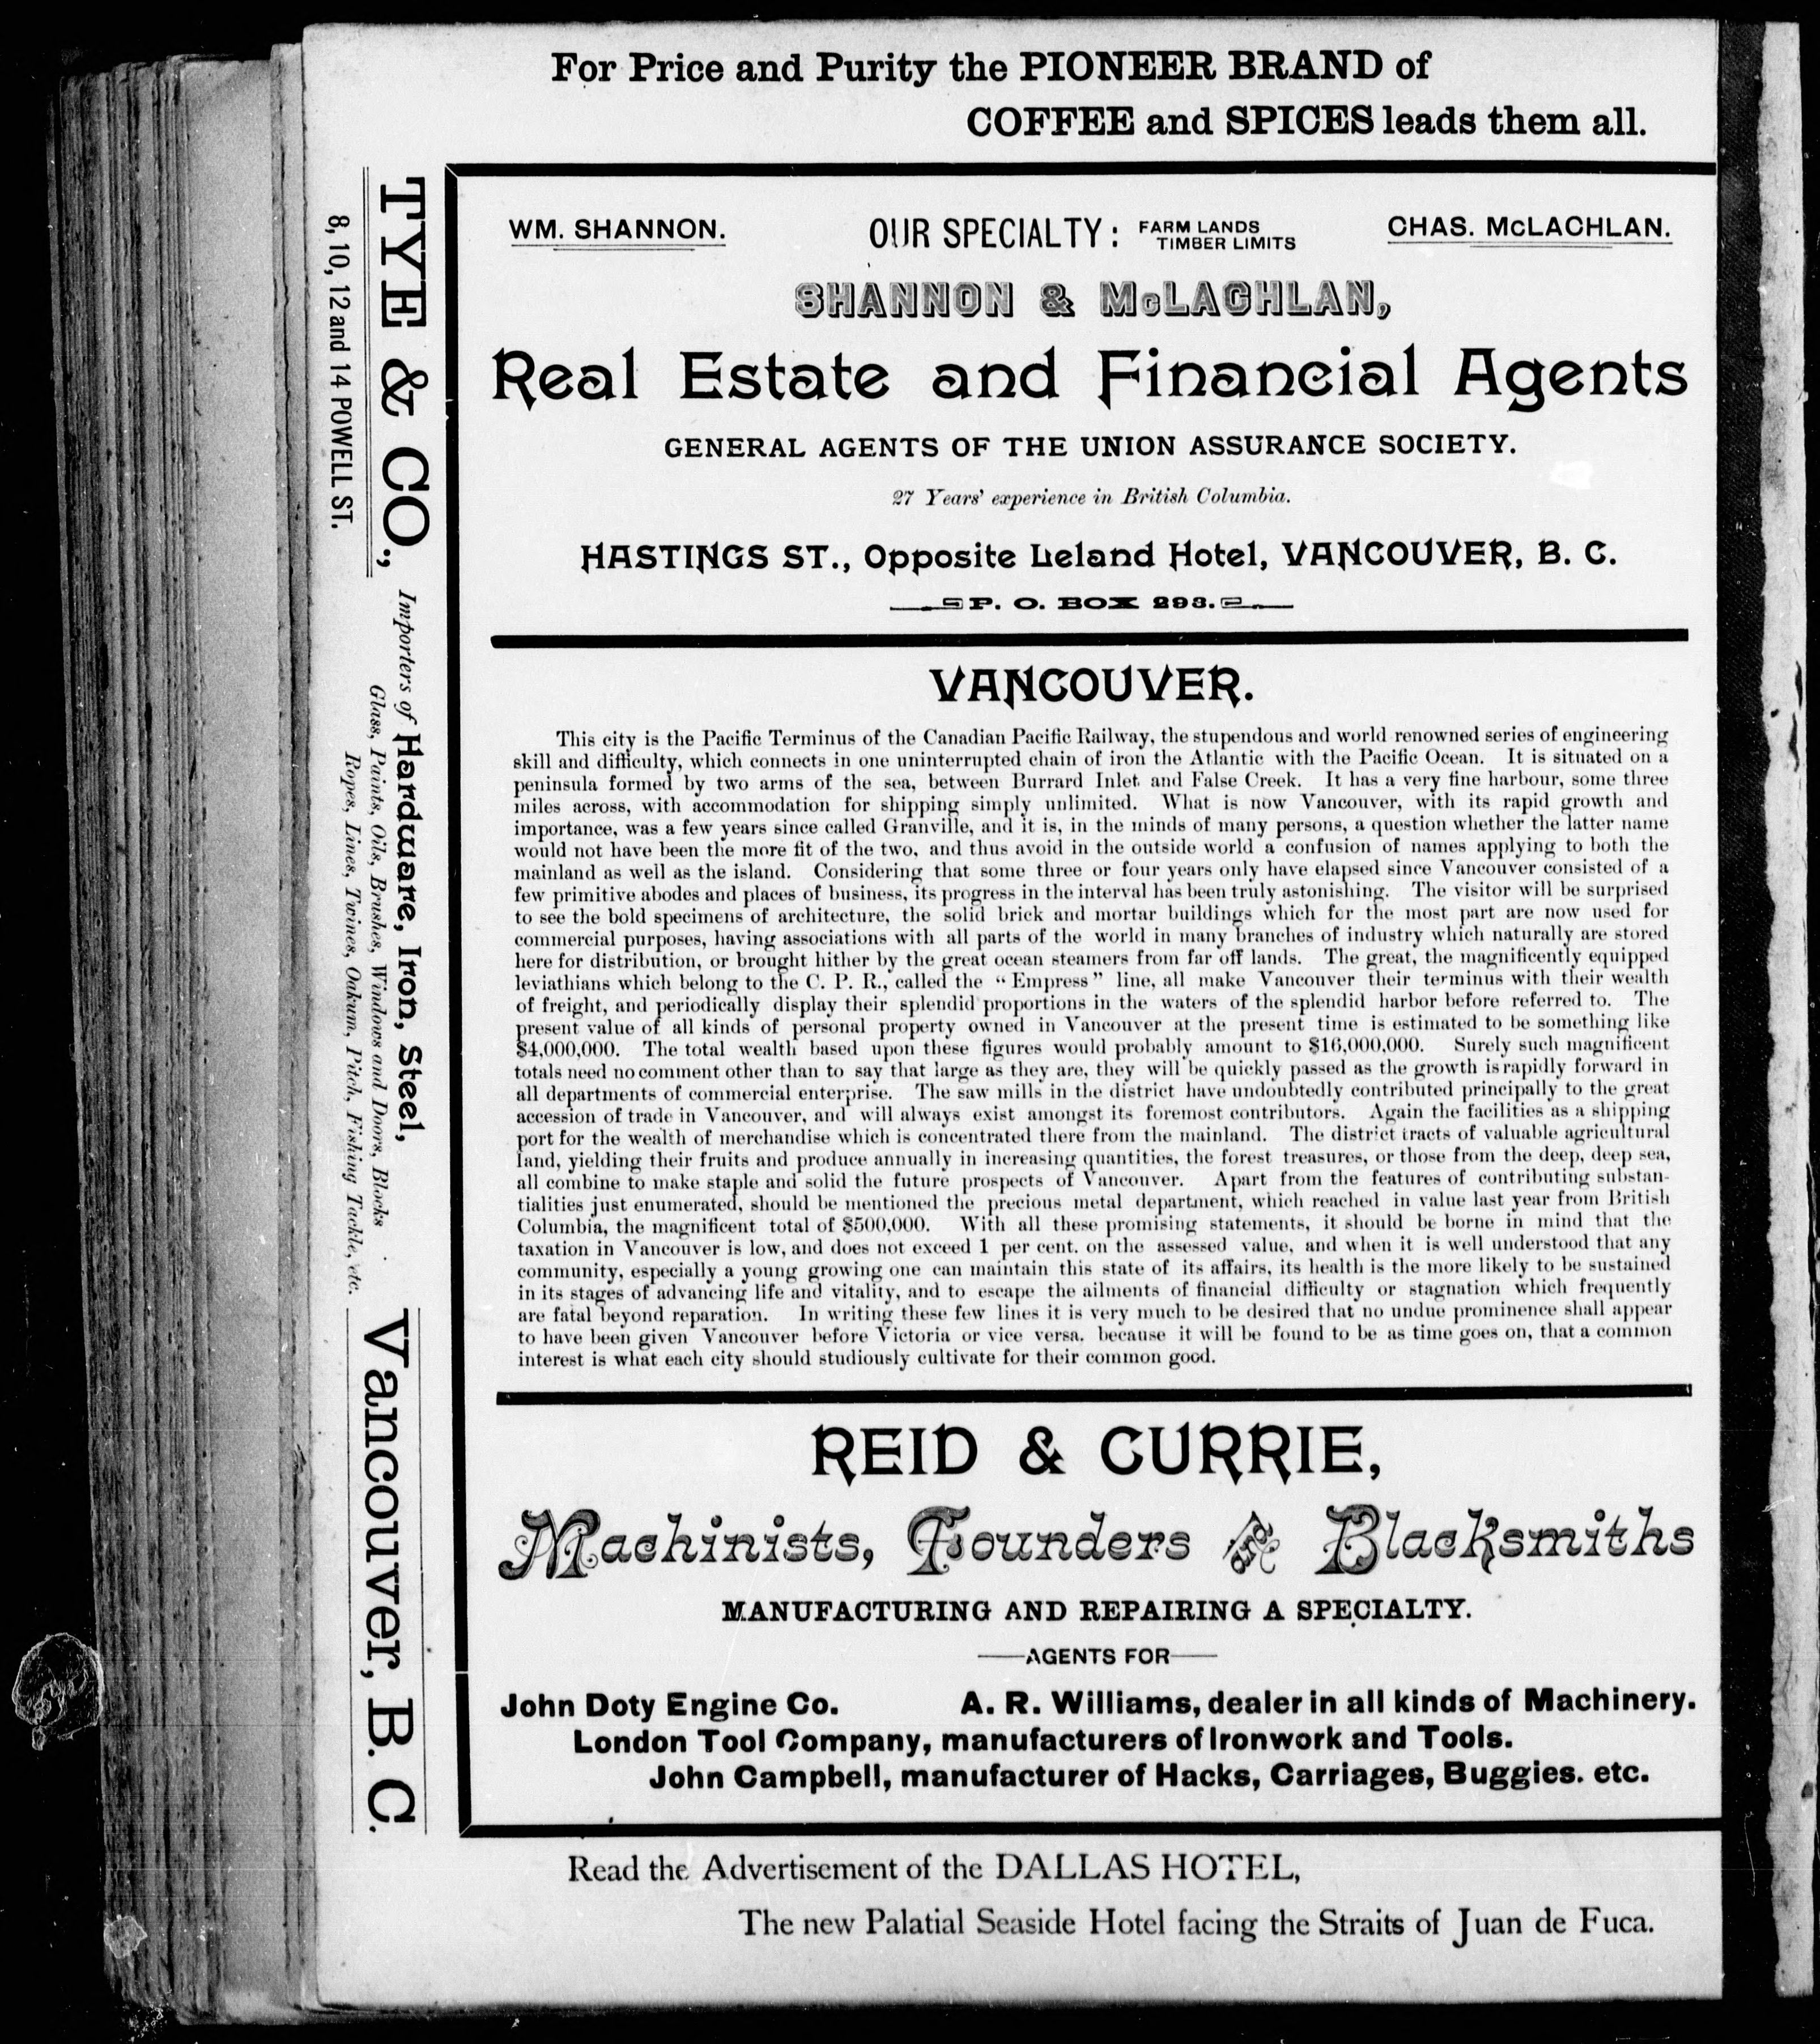 For Price and Purity the PIONEER BRAND of
COFFEE and SPICES leads them all.
TYE & CO.,
8, 10, 12 and 14 POWELL ST.
Importers of Hardware, Iron, Steel,
Glass, Paints, Oils, Brushes, Windows and Doors, Blocks
Ropes, Lines, Twines, Oakum, Pitch, Fishing Tackle, etc.
Vancouver, B. C.
WM. SHANNON.
OUR SPECIALTY: FARM LANDS
TIMBER LIMITS
CHAS. McLACHLAN.
SHANNON & McLACHLAN,
Real Estate and Financial Agents
GENERAL AGENTS OF THE UNION ASSURANCE SOCIETY.
27 Years' experience in British Columbia.
HASTINGS ST., Opposite Leland Hotel, VANCOUVER, B. C.
P. O. BOX 293.
VANCOUVER.
This city is the Pacific Terminus of the Canadian Pacific Railway, the stupendous and world renowned series of engineering
skill and difficulty, which connects in one uninterrupted chain of iron the Atlantic with the Pacific Ocean. It is situated on a
peninsula formed by two arms of the sea, between Burrard Inlet and False Creek. It has a very fine harbour, some three
miles across, with accommodation for shipping simply unlimited. What is now Vancouver, with its rapid growth and
importance, was a few years since called Granville, and it is, in the minds of many persons, a question whether the latter name
would not have been the more fit of the two, and thus avoid in the outside world a confusion of names applying to both the
mainland as well as the island. Considering that some three or four years only have elapsed since Vancouver consisted of a
few primitive abodes and places of business, its progress in the interval has been truly astonishing. The visitor will be surprised
to see the bold specimens of architecture, the solid brick and mortar buildings which for the most part are now used for
commercial purposes, having associations with all parts of the world in many branches of industry which naturally are stored
here for distribution, or brought hither by the great ocean steamers from far off lands. The great, the magnificently equipped
leviathians which belong to the C. P. R., called the "Empress" line, all make Vancouver their terminus with their wealth
of freight, and periodically display their splendid proportions in the waters of the splendid harbor before referred to. The
present value of all kinds of personal property owned in Vancouver at the present time is estimated to be something like
$4,000,000. The total wealth based upon these figures would probably amount to $16,000,000. Surely such magnificent
totals need no comment other than to say that large as they are, they will be quickly passed as the growth is rapidly forward in
all departments of commercial enterprise. The saw mills in the district have undoubtedly contributed principally to the great
accession of trade in Vancouver, and will always exist amongst its foremost contributors. Again the facilities as a shipping
port for the wealth of merchandise which is concentrated there from the mainland. The district tracts of valuable agricultural
land, yielding their fruits and produce annually in increasing quantities, the forest treasures, or those from the deep, deep sea,
all combine to make staple and solid the future prospects of Vancouver. Apart from the features of contributing substan-
tialities just enumerated, should be mentioned the precious metal department, which reached in value last year from British
Columbia, the magnificent total of $500,000. With all these promising statements, it should be borne in mind that the
taxation in Vancouver is low, and does not exceed 1 per cent. on the assessed value, and when it is well understood that any
community, especially a young growing one can maintain this state of its affairs, its health is the more likely to be sustained
in its stages of advancing life and vitality, and to escape the ailments of financial difficulty or stagnation which frequently
are fatal beyond reparation. In writing these few lines it is very much to be desired that no undue prominence shall appear
to have been given Vancouver before Victoria or vice versa, because it will be found to be as time goes on, that a common
interest is what each city should studiously cultivate for their common good.
REID & CURRIE,
Machinists, Founders and Blacksmiths
MANUFACTURING AND REPAIRING A SPECIALTY.
—AGENTS FOR—
John Doty Engine Co. A. R. Williams, dealer in all kinds of Machinery.
London Tool Company, manufacturers of Ironwork and Tools.
John Campbell, manufacturer of Hacks, Carriages, Buggies. etc.
Read the Advertisement of the DALLAS HOTEL,
The new Palatial Seaside Hotel facing the Straits of Juan de Fuca.